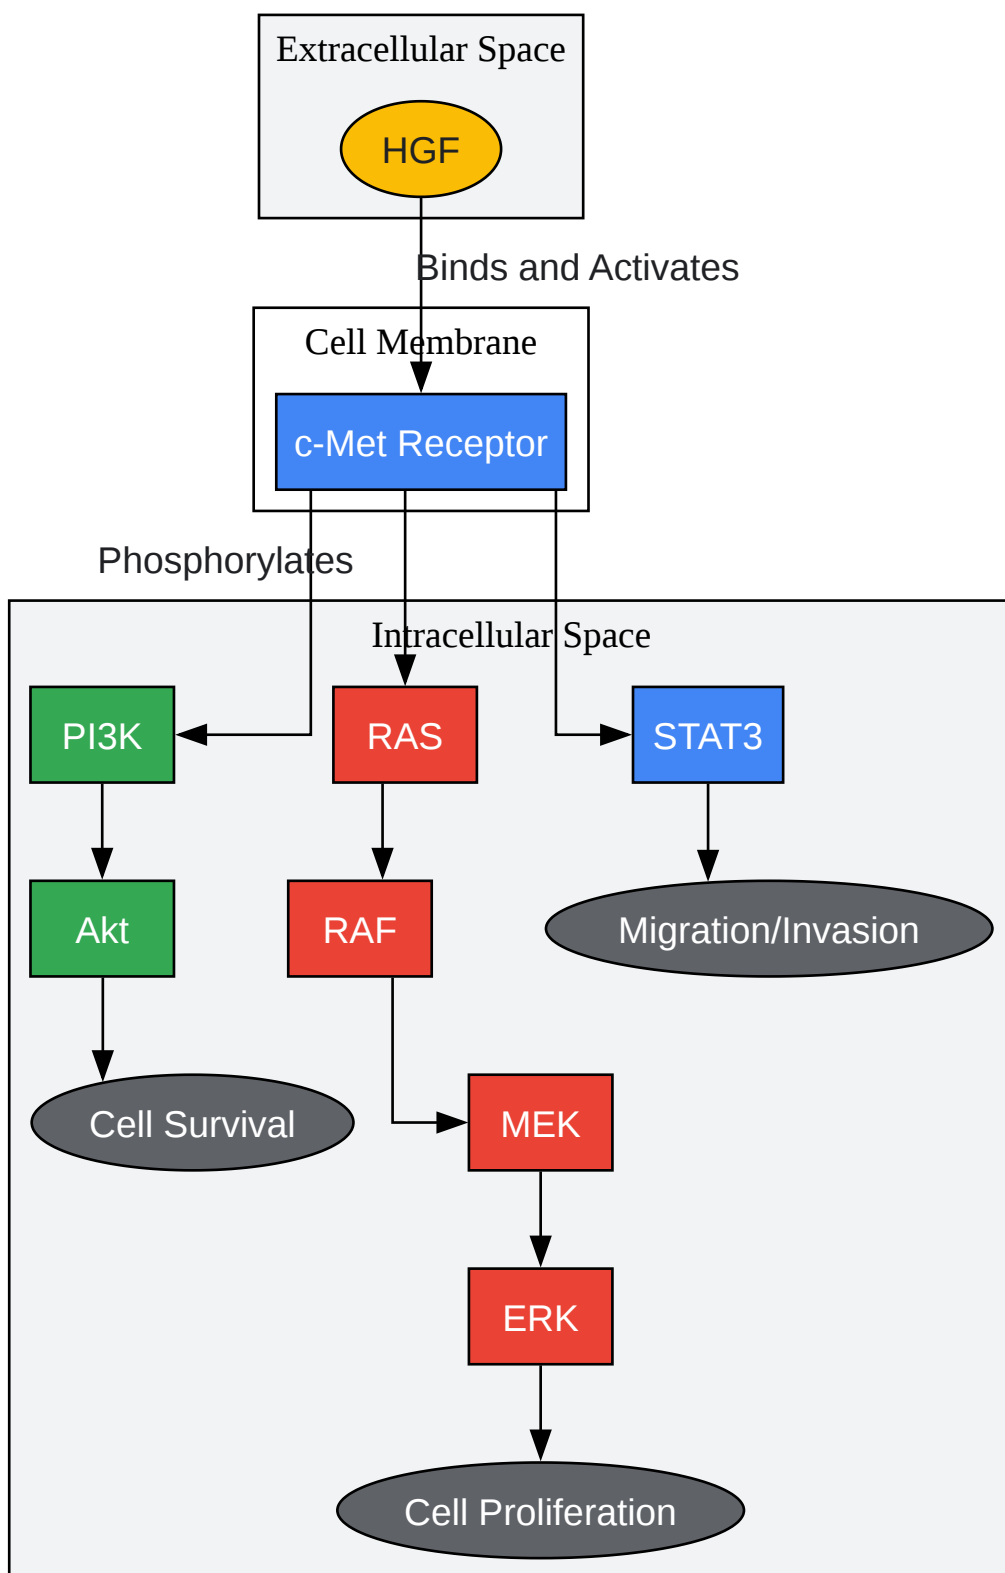 Extracellular Space
HGF
Binds and Activates
Cell Membrane
c-Met Receptor
Phosphorylates
Intracellular Space
PI3K
RAS
STAT3
Akt
RAF
Migration/Invasion
Cell Survival
MEK
ERK
Cell Proliferation